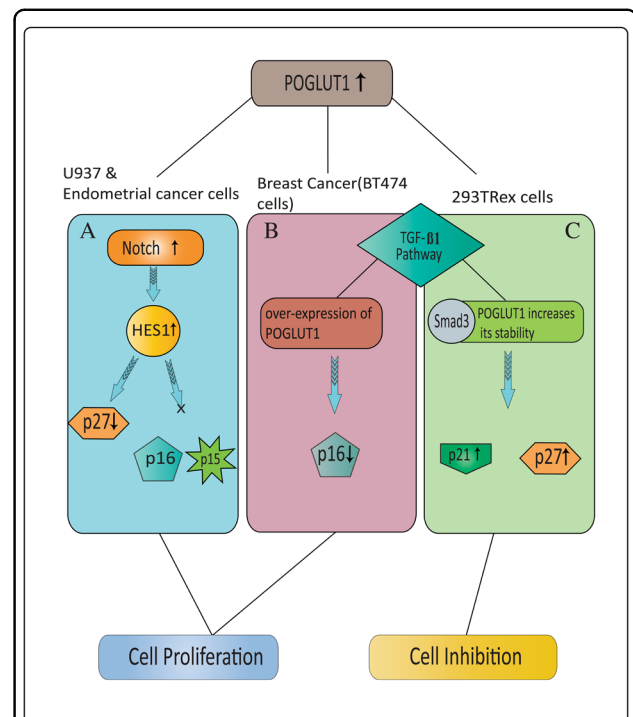 POGLUT1 ↑
U937 &
Endometrial cancer cells
Breast Cancer(BT474
cells)
293TRex cells
A
Notch ↑
HES1↑
p27↓
x
p16
p15
B
TGF-ß1
Pathway
over-expression of
POGLUT1
p16↓
C
Smad3
POGLUT1 increases
its stability
p21 ↑
p27↑
Cell Proliferation
Cell Inhibition